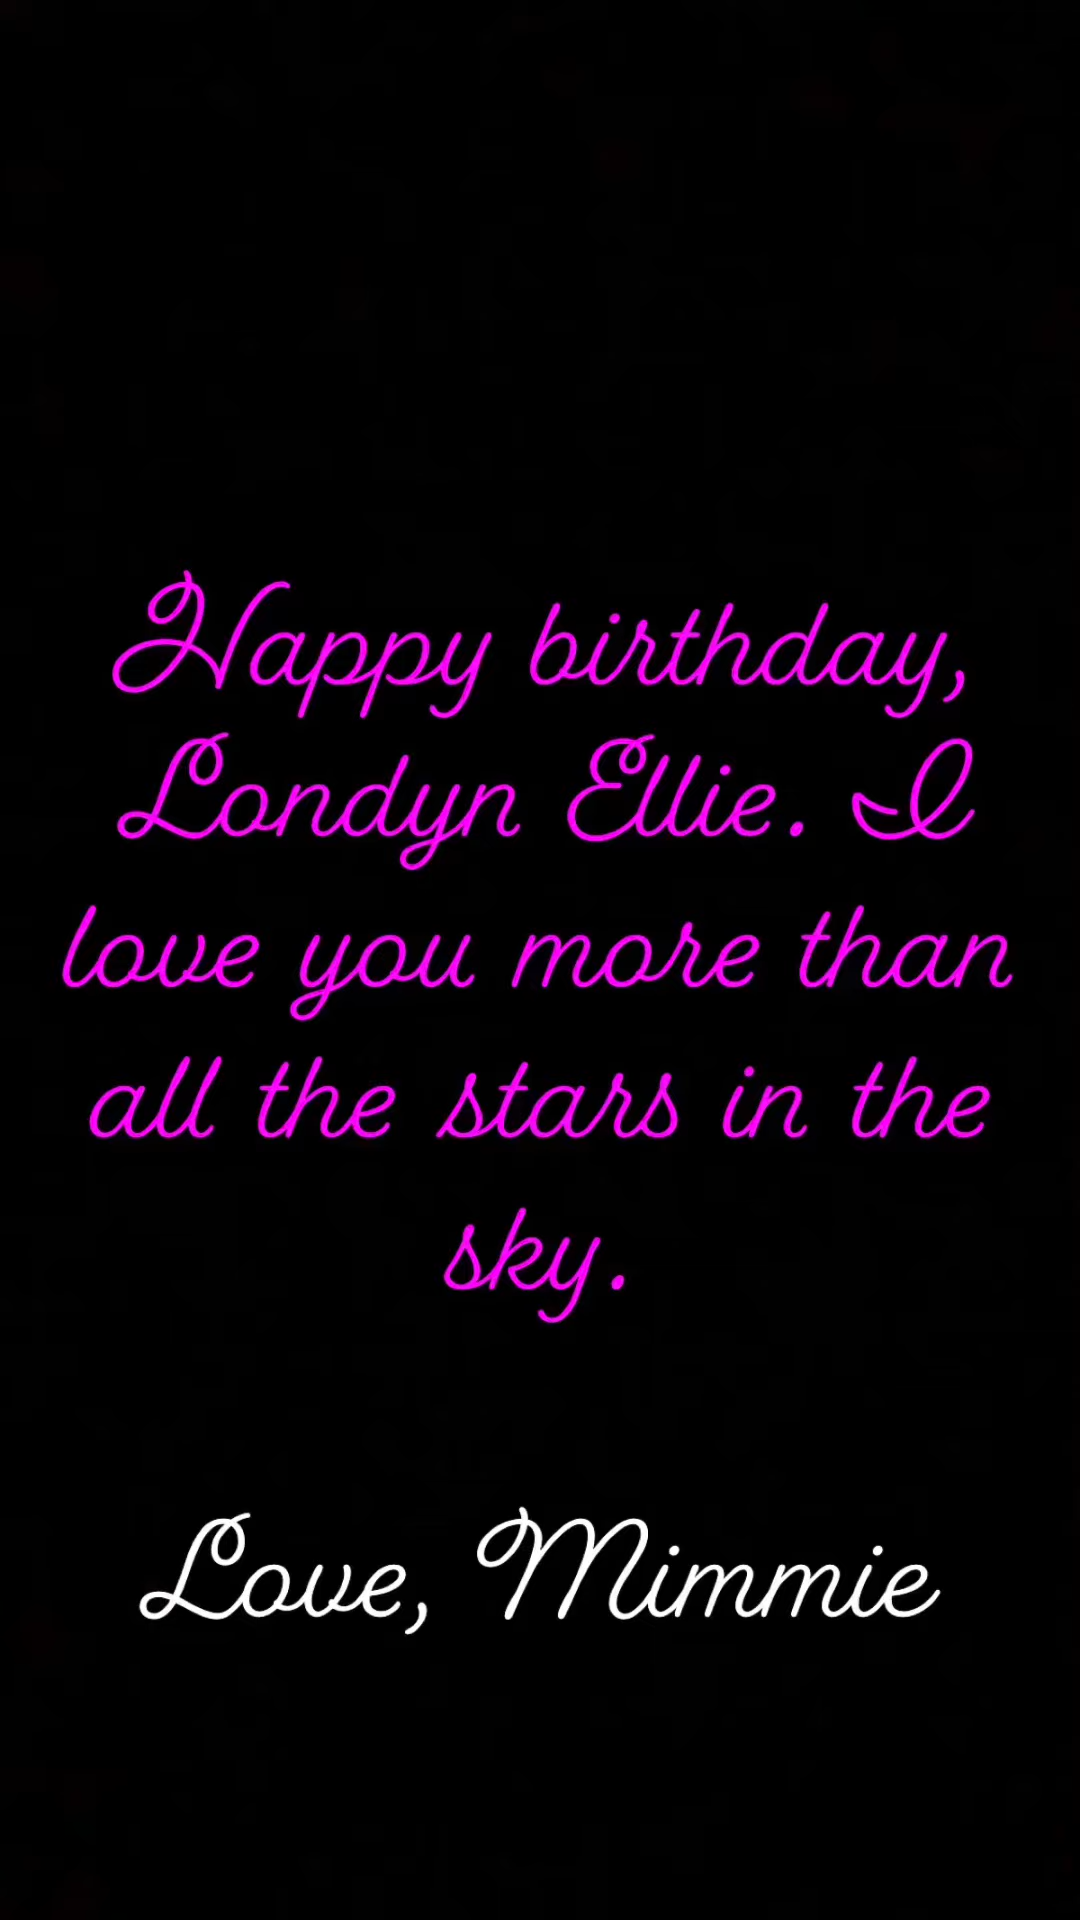 Happy birthday,
Londyn Ellie. I
love you more than
all the stars in the
sky.
Love, Mimmie